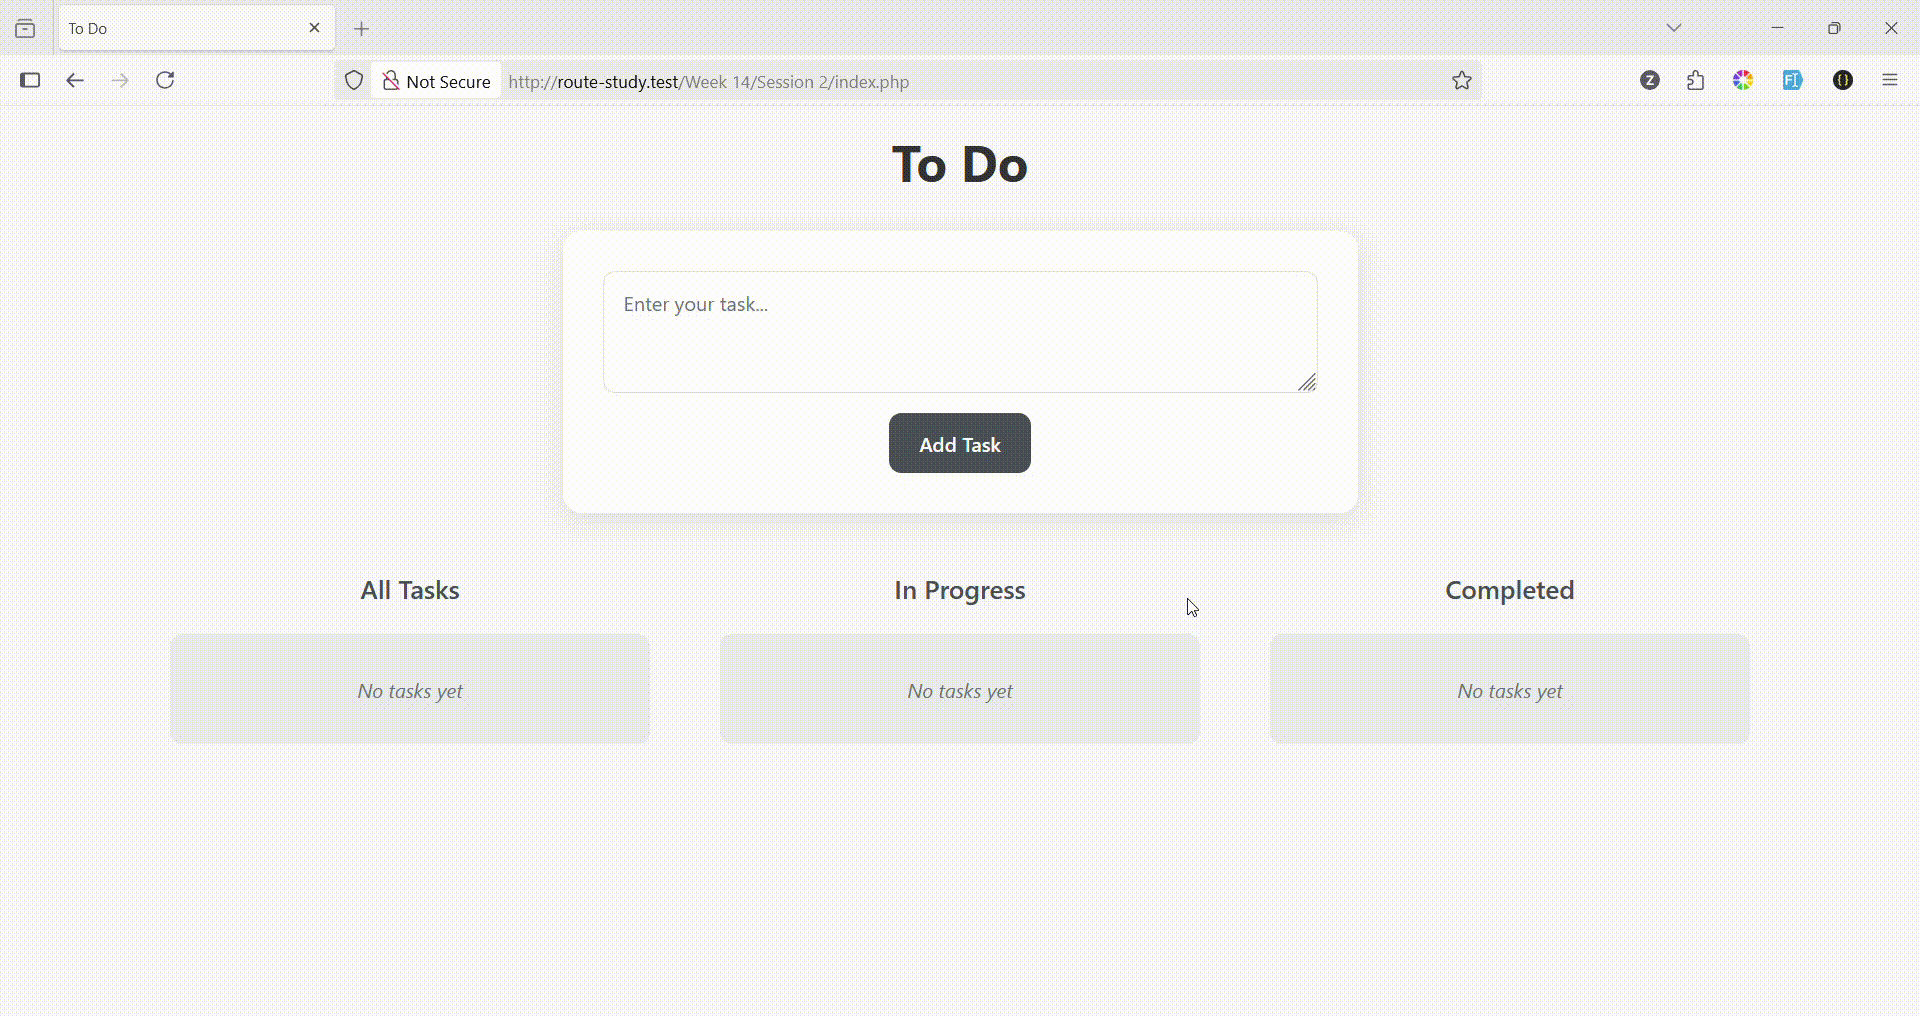 To Do
Not Secure
http://route-study.test/Week 14/Session 2/index.php
Z
FI
{}
To Do
Enter your task...
Add Task
All Tasks
In Progress
Completed
No tasks yet
No tasks yet
No tasks yet